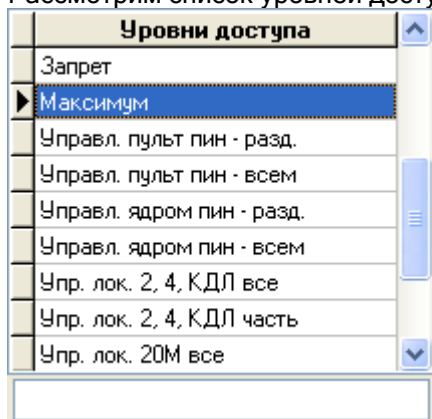 Рассмотрим список уровней досту
Уровни доступа
Запрет
Максимум
Управл. пульт пин - разд.
Управл. пульт пин - всем
Управл. ядром пин - разд.
Управл. ядром пин - всем
Упр. лок. 2, 4, КДЛ все
Упр. лок. 2, 4, КДЛ часть
Упр. лок. 20М все